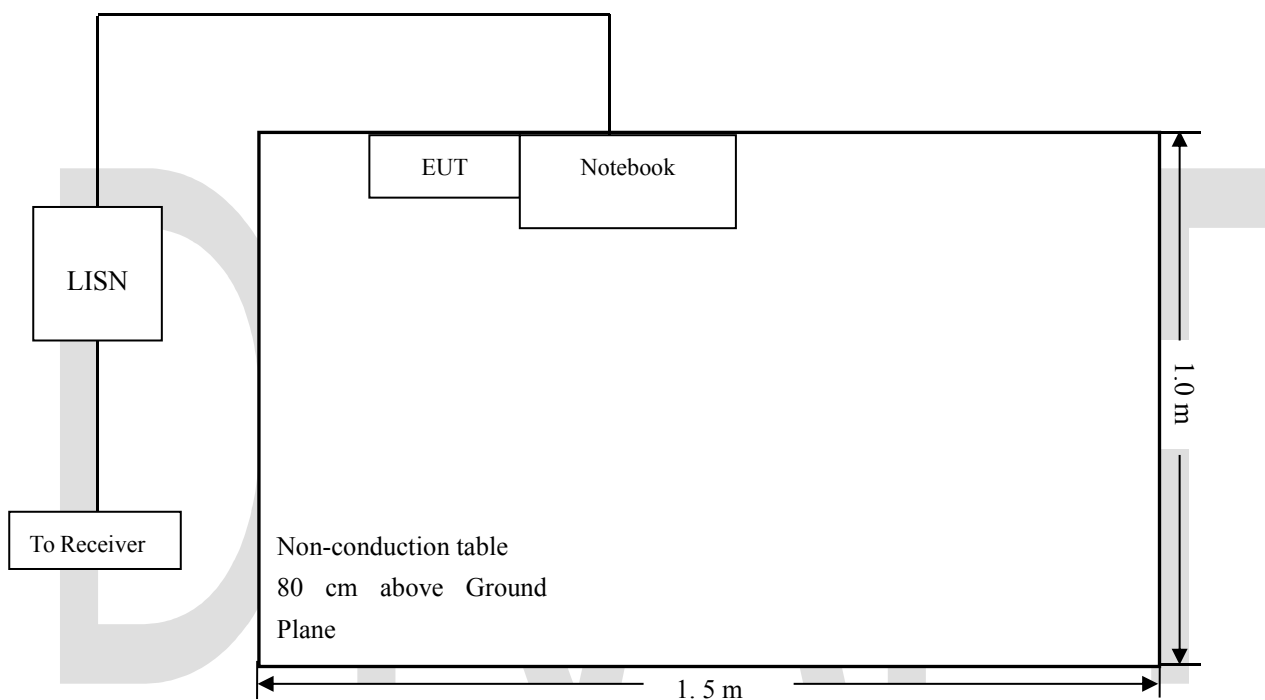 EUT
Notebook
LISN
To Receiver
Non-conduction table
80 cm above Ground
Plane
1.0 m
1. 5 m